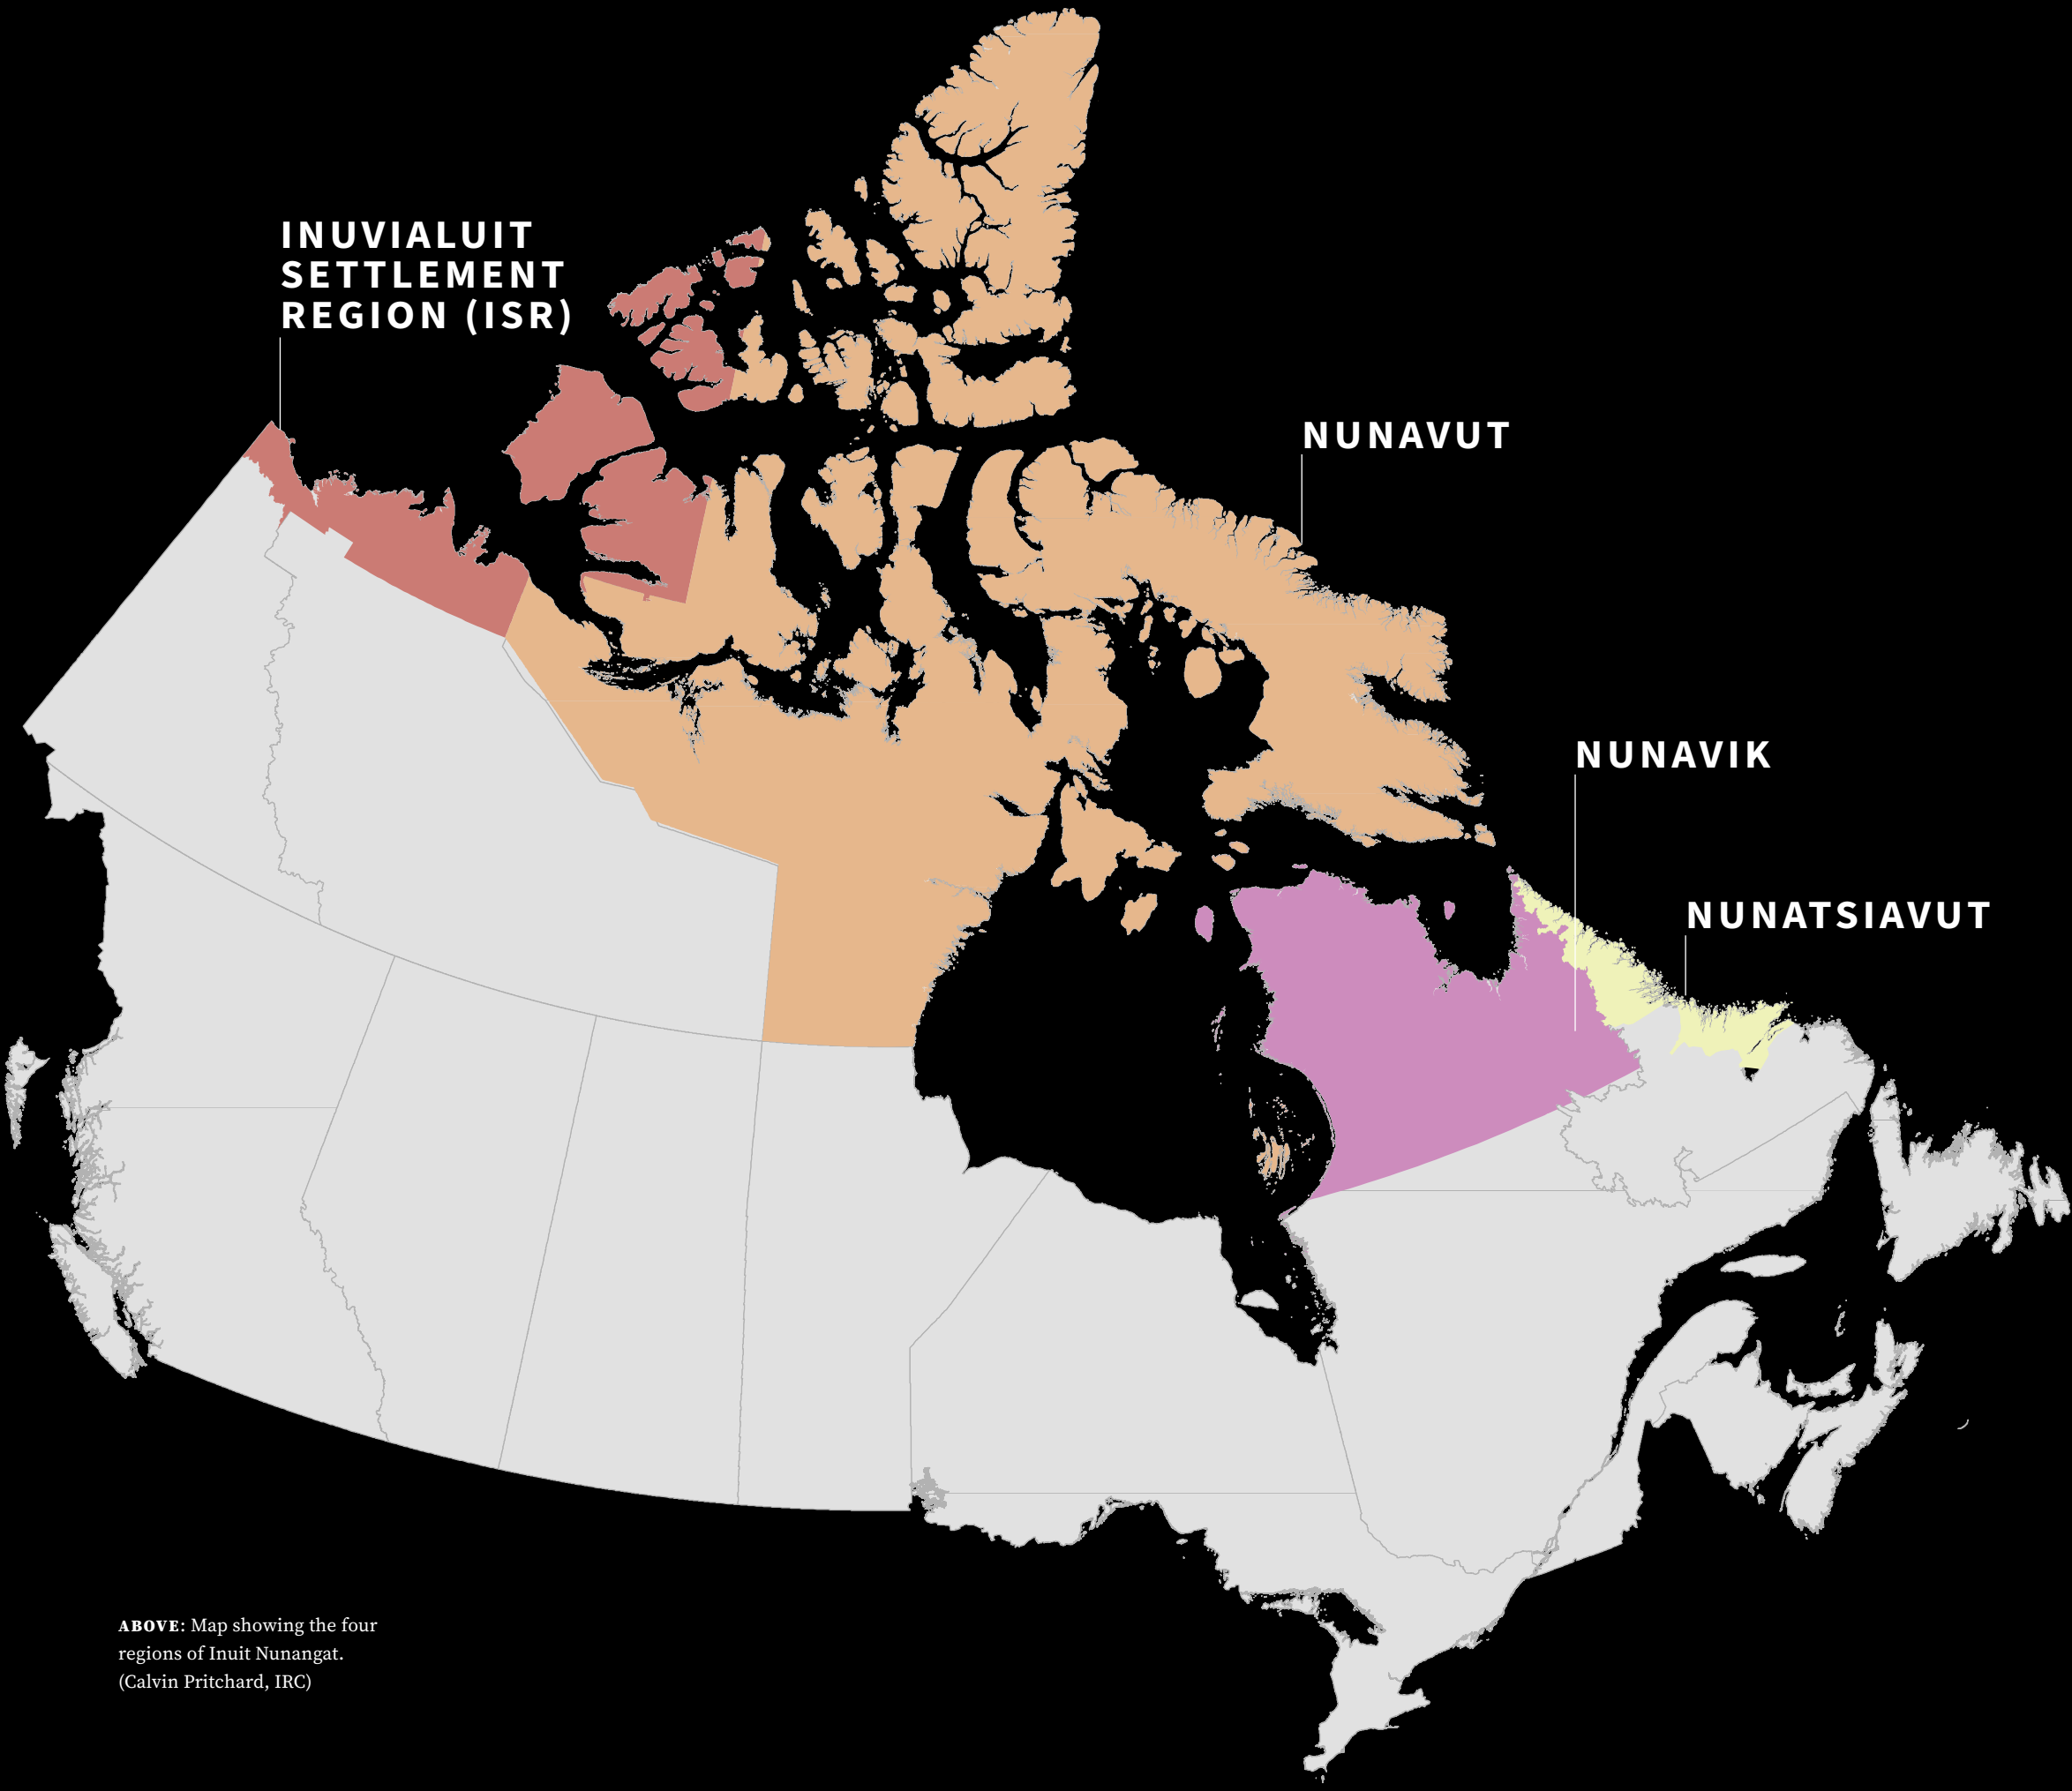 INUVIALUIT
SETTLEMENT
REGION (ISR)
NUNAVUT
NUNAVIK
NUNATSIAVUT
ABOVE: Map showing the four
regions of Inuit Nunangat.
(Calvin Pritchard, IRC)